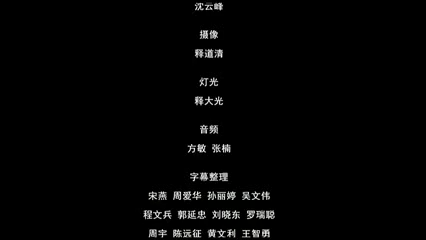 沈云峰
摄像
释道清
灯光
释大光
音频
方敏 张楠
字幕整理
宋燕 周爱华 孙丽婷 吴文伟
程文兵 郭延忠 刘晓东 罗瑞聪
周宇 陈远征 黄文利 王智勇